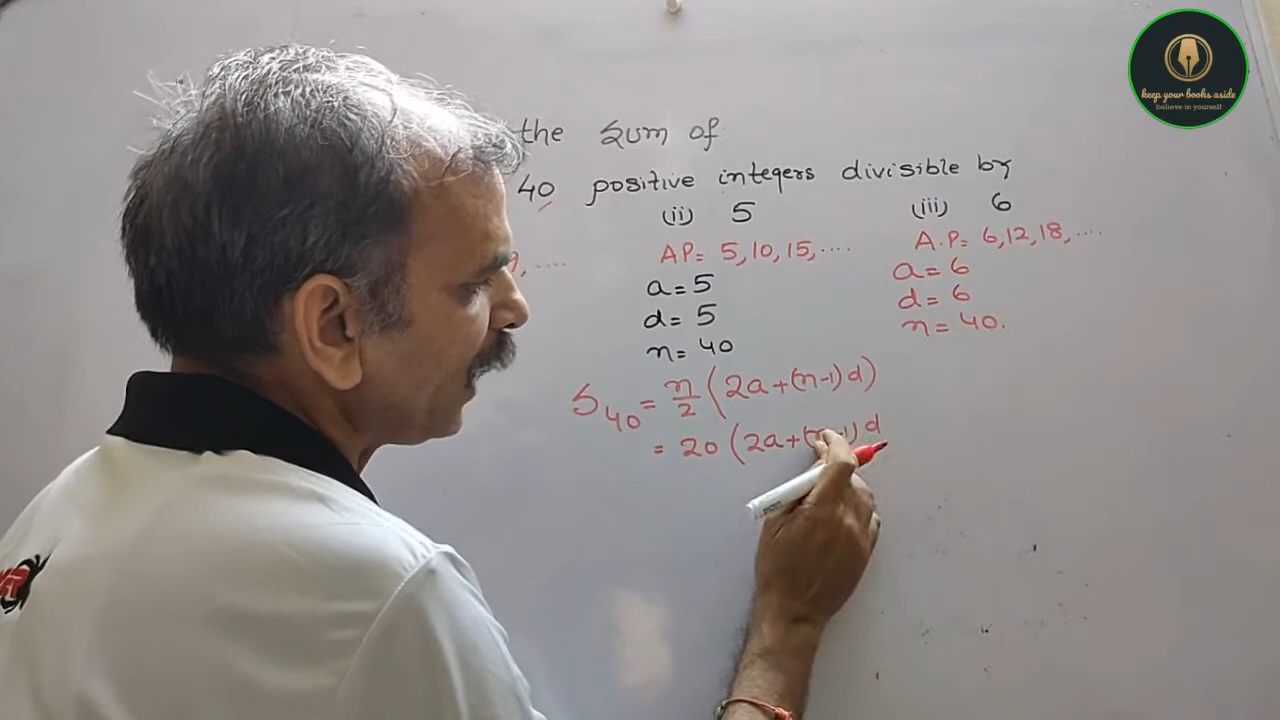 keep your books aside
believe in yourself
the sum of
40 positive integers divisible by
(ii) 5
(iii) 6
AP= 5,10,15,....
A.P= 6,12,18,....
a=5
d=5
n=40
a=6
d=6
n=40.
S40 = n/2 (2a+(n-1)d)
= 20 (2a+(n-1)d